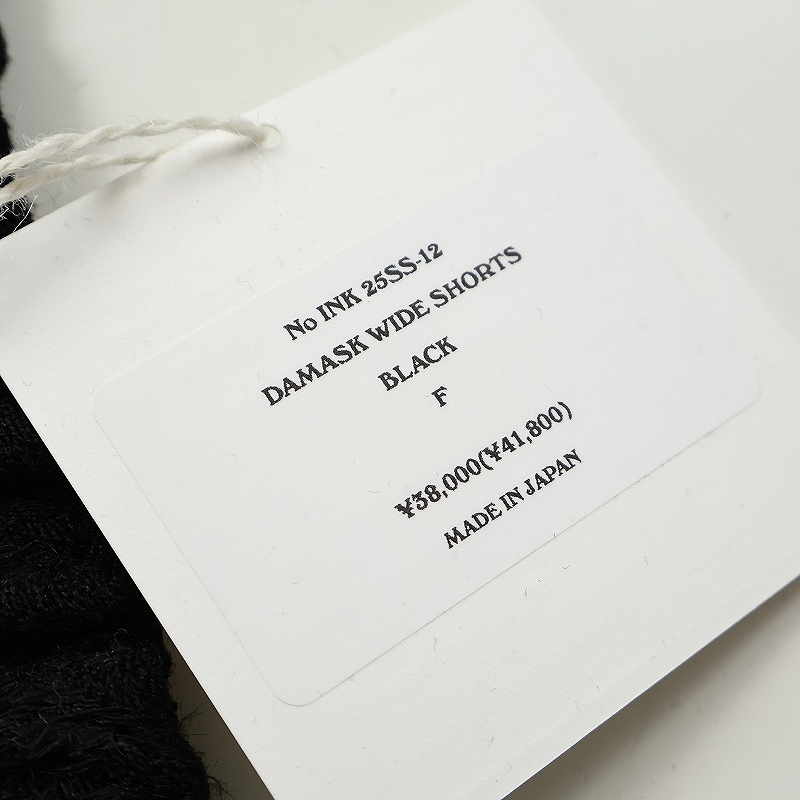 No INK 25SS-12
DAMASK WIDE SHORTS
BLACK
F
¥38,000(¥41,800)
MADE IN JAPAN